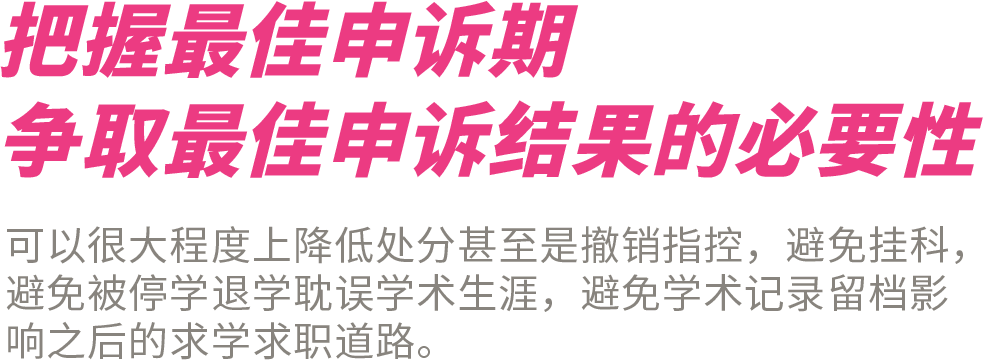 把握最佳申诉期
争取最佳申诉结果的必要性
可以很大程度上降低处分甚至是撤销指控，避免挂科，
避免被停学退学耽误学术生涯，避免学术记录留档影
响之后的求学求职道路。